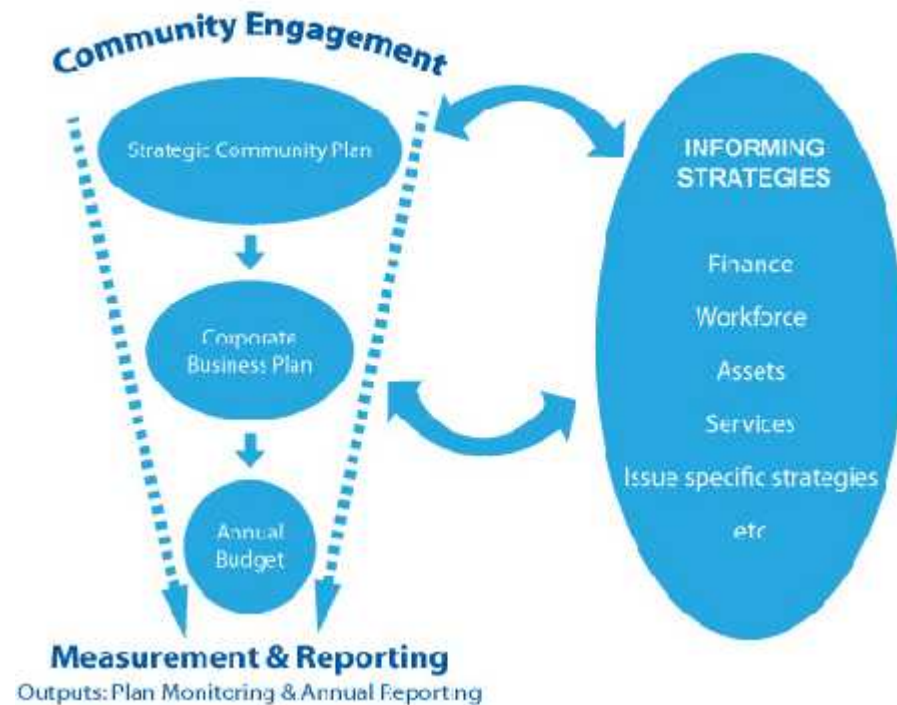 Community Engagement
Strategic Community Plan
Corporate
Business Plan
Annual
Budget
Measurement & Reporting
Outputs: Plan Monitoring & Annual Reporting
INFORMING
STRATEGIES
Finance
Workforce
Assets
Services
Issue specific strategies
etc